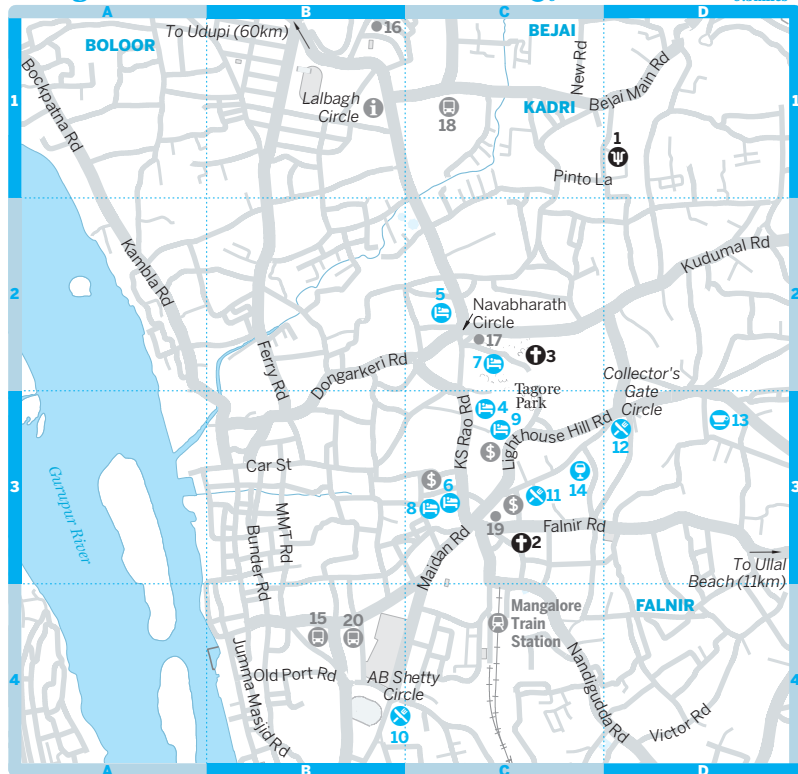 A
B
C
D
To Udupi (60km)
16
BEJAI
BOLOOR
New Rd
Bockpatna Rd
Bejai Main Rd
1
Lalbagh
Circle
18
KADRI
1
1
Pinto La
Kudumal Rd
Kambla Rd
2
5
Navabharath
Circle
2
17
3
7
Ferry Rd
Dongarkeri Rd
Tagore
Park
Collector's
Gate
Circle
4
9
KS Rao Rd
Lighthouse Hill Rd
13
12
Car St
$
$
3
Gurupur River
6
8
11
14
3
MMT Rd
Bunder Rd
$
19
Falnir Rd
Maidan Rd
2
To Ullal
Beach (11km)
15
20
Mangalore
Train
Station
FALNIR
Jumma Masjid Rd
Old Port Rd
AB Shetty
Circle
Nandigudda Rd
Victor Rd
4
4
10
A
B
C
D